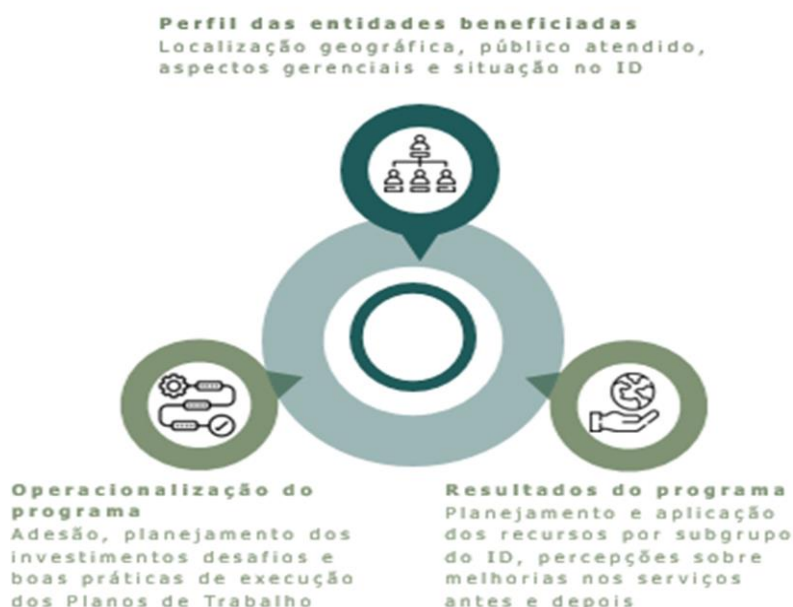 Perfil das entidades beneficiadas
Localização geográfica, público atendido,
aspectos gerenciais e situação no ID
Operacionalização do
programa
Adesão, planejamento dos
investimentos desafios e
boas práticas de execução
dos Planos de Trabalho
Resultados do programa
Planejamento e aplicação
dos recursos por subgrupo
do ID, percepções sobre
melhorias nos serviços
antes e depois